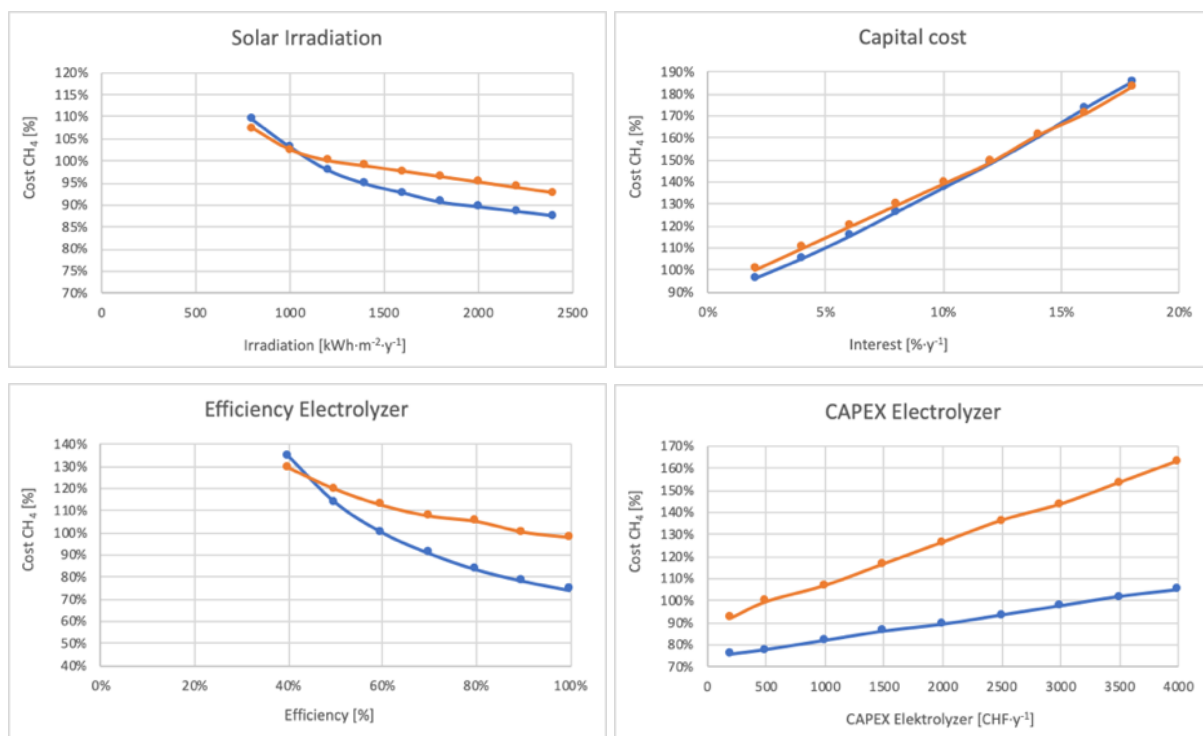 Solar Irradiation
120%
115%
110%
105%
100%
95%
90%
85%
80%
75%
70%
Cost CH₄ [%]
0 500 1000 1500 2000 2500
Irradiation [kWh·m⁻²·y⁻¹]
Capital cost
190%
180%
170%
160%
150%
140%
130%
120%
110%
100%
90%
Cost CH₄ [%]
0% 5% 10% 15% 20%
Interest [%·y⁻¹]
Efficiency Electrolyzer
140%
130%
120%
110%
100%
90%
80%
70%
60%
50%
40%
Cost CH₄ [%]
0% 20% 40% 60% 80% 100%
Efficiency [%]
CAPEX Electrolyzer
170%
160%
150%
140%
130%
120%
110%
100%
90%
80%
70%
Cost CH₄ [%]
0 500 1000 1500 2000 2500 3000 3500 4000
CAPEX Elektrolyzer [CHF·y⁻¹]